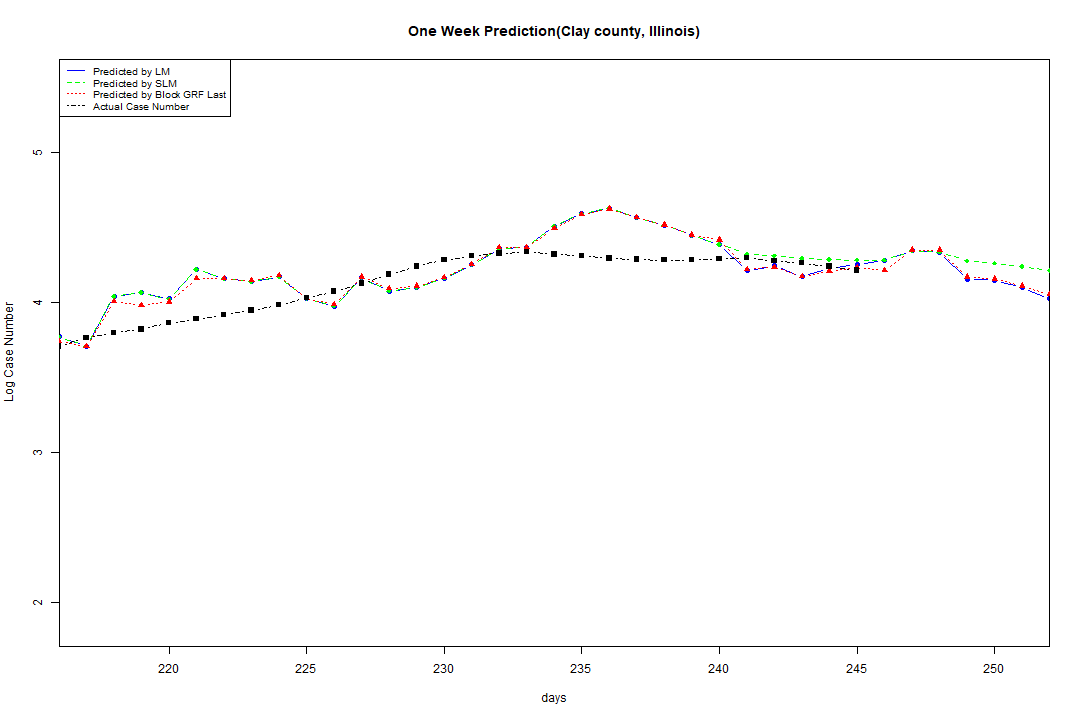 One Week Prediction(Clay county, Illinois)
Predicted by LM
Predicted by SLM
Predicted by Block GRF Last
Actual Case Number
5
4
3
2
Log Case Number
220 225 230 235 240 245 250
days